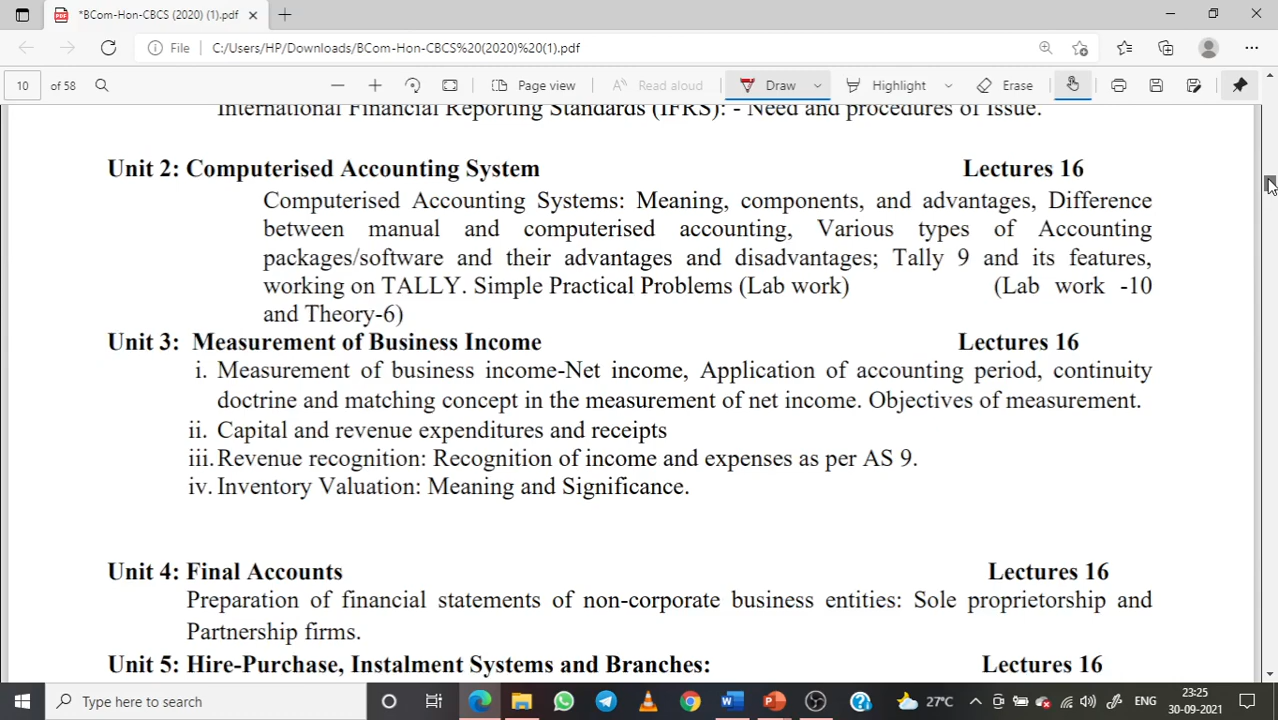 *BCom-Hon-CBCS (2020) (1).pdf
File C:/Users/HP/Downloads/BCom-Hon-CBCS%20(2020)%20(1).pdf
10 of 58 Page view Read aloud Draw Highlight Erase
International Financial Reporting Standards (IFRS): - Need and procedures of Issue.
Unit 2: Computerised Accounting System Lectures 16
Computerised Accounting Systems: Meaning, components, and advantages, Difference
between manual and computerised accounting, Various types of Accounting
packages/software and their advantages and disadvantages; Tally 9 and its features,
working on TALLY. Simple Practical Problems (Lab work) (Lab work -10
and Theory-6)
Unit 3: Measurement of Business Income Lectures 16
i. Measurement of business income-Net income, Application of accounting period, continuity
doctrine and matching concept in the measurement of net income. Objectives of measurement.
ii. Capital and revenue expenditures and receipts
iii. Revenue recognition: Recognition of income and expenses as per AS 9.
iv. Inventory Valuation: Meaning and Significance.
Unit 4: Final Accounts Lectures 16
Preparation of financial statements of non-corporate business entities: Sole proprietorship and
Partnership firms.
Unit 5: Hire-Purchase, Instalment Systems and Branches: Lectures 16
Type here to search 27°C ENG 23:25
30-09-2021